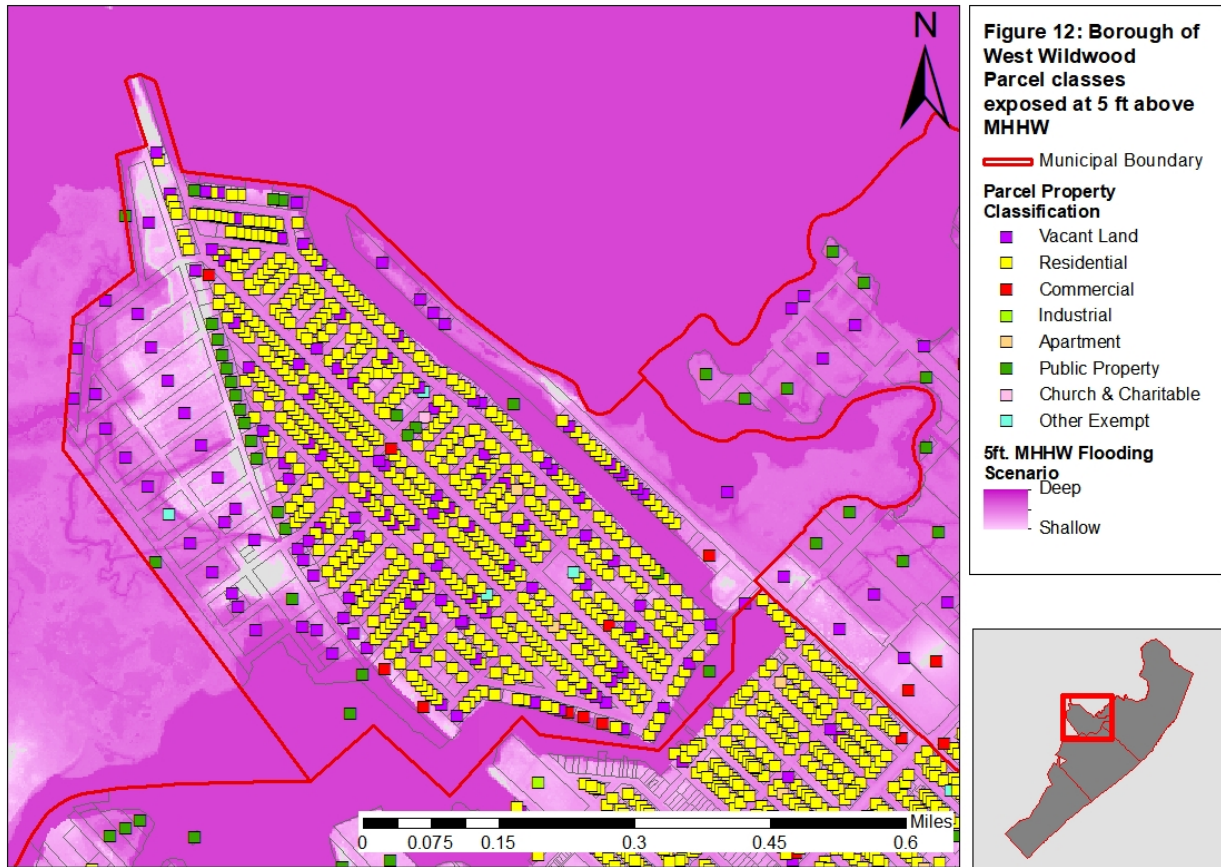 N
Figure 12: Borough of
West Wildwood
Parcel classes
exposed at 5 ft above
MHHW
Municipal Boundary
Parcel Property
Classification
Vacant Land
Residential
Commercial
Industrial
Apartment
Public Property
Church & Charitable
Other Exempt
5ft. MHHW Flooding
Scenario
Deep
Shallow
Miles
0 0.075 0.15 0.3 0.45 0.6